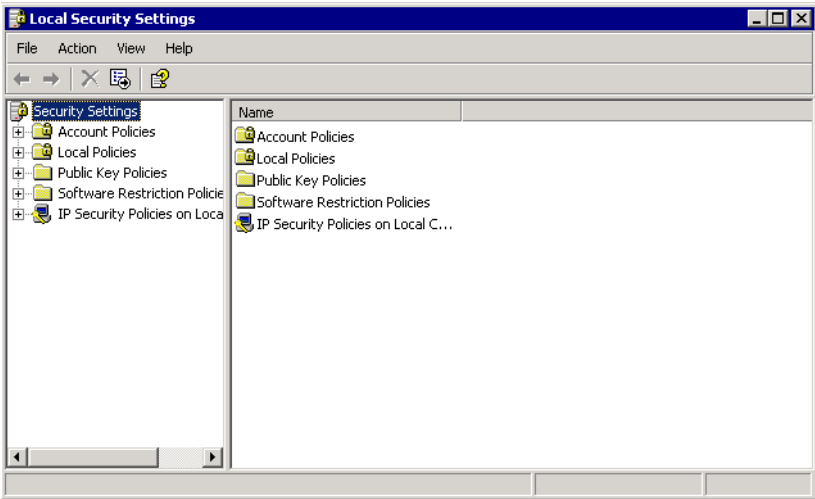 Local Security Settings
File Action View Help
Security Settings
Account Policies
Local Policies
Public Key Policies
Software Restriction Policie
IP Security Policies on Loca
Name
Account Policies
Local Policies
Public Key Policies
Software Restriction Policies
IP Security Policies on Local C...